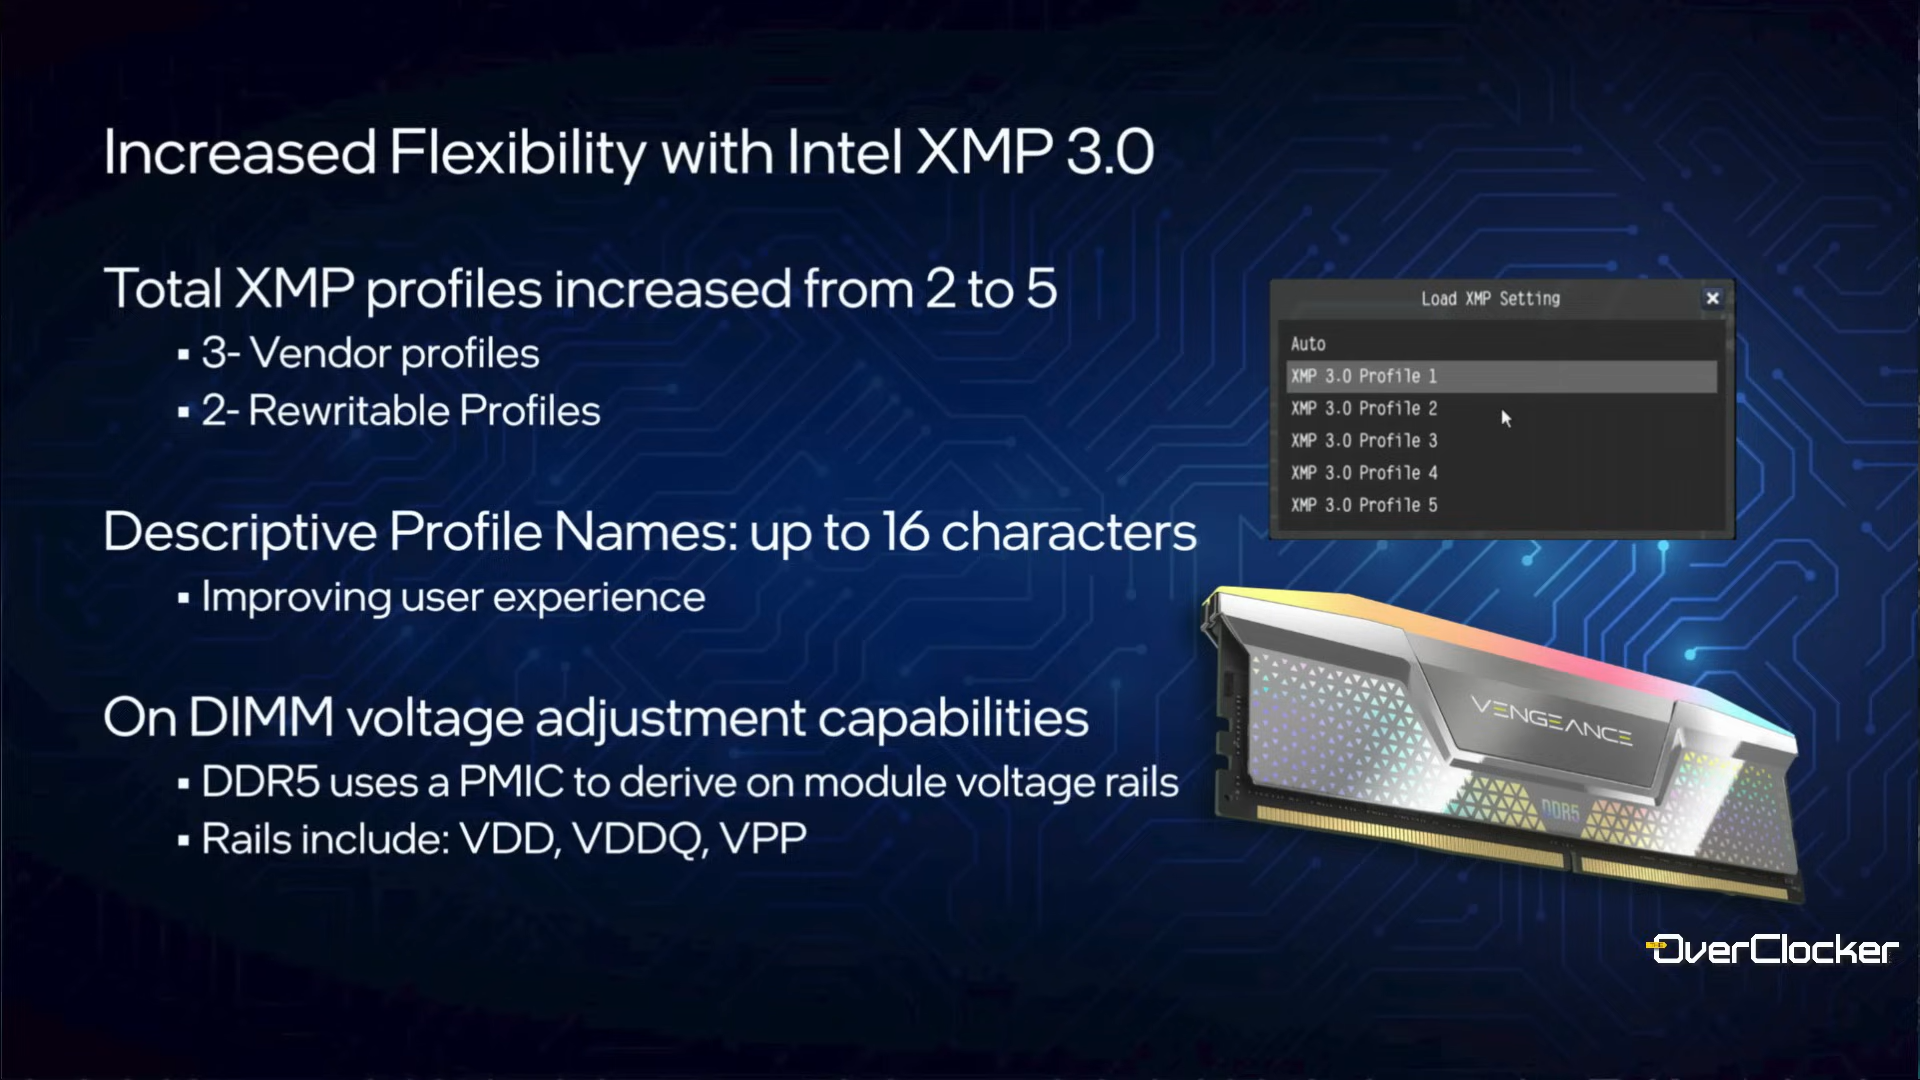 Increased Flexibility with Intel XMP 3.0
Total XMP profiles increased from 2 to 5
▪ 3- Vendor profiles
▪ 2- Rewritable Profiles
Descriptive Profile Names: up to 16 characters
▪ Improving user experience
On DIMM voltage adjustment capabilities
▪ DDR5 uses a PMIC to derive on module voltage rails
▪ Rails include: VDD, VDDQ, VPP
Load XMP Setting
Auto
XMP 3.0 Profile 1
XMP 3.0 Profile 2
XMP 3.0 Profile 3
XMP 3.0 Profile 4
XMP 3.0 Profile 5
VENGEANCE
DDR5
OverClocker